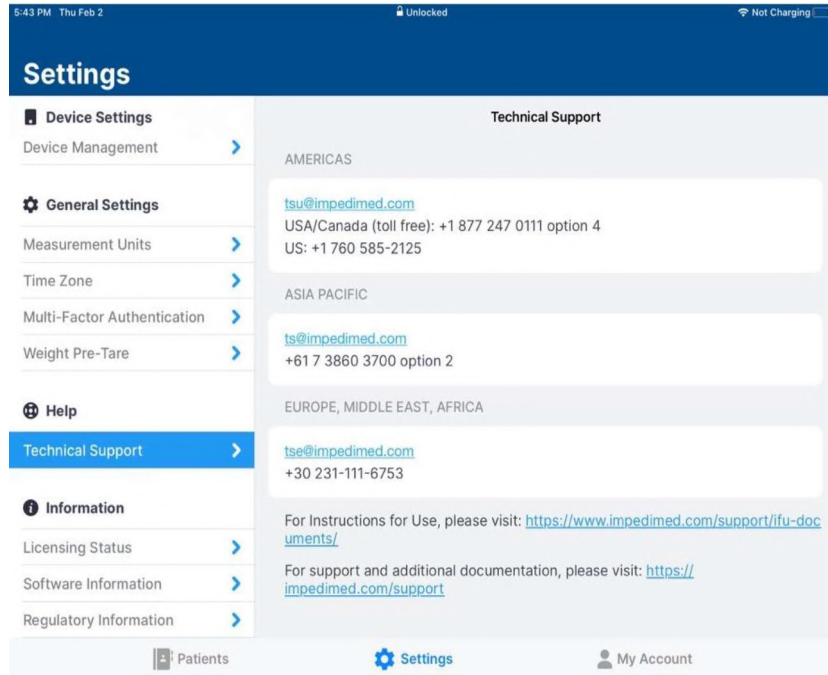 5:43 PM Thu Feb 2
Unlocked
Not Charging
Settings
Device Settings
Device Management
General Settings
Measurement Units
Time Zone
Multi-Factor Authentication
Weight Pre-Tare
Help
Technical Support
Information
Licensing Status
Software Information
Regulatory Information
Technical Support
AMERICAS
tsu@impedimed.com
USA/Canada (toll free): +1 877 247 0111 option 4
US: +1 760 585-2125
ASIA PACIFIC
ts@impedimed.com
+61 7 3860 3700 option 2
EUROPE, MIDDLE EAST, AFRICA
tse@impedimed.com
+30 231-111-6753
For Instructions for Use, please visit: https://www.impedimed.com/support/ifu-doc
uments/
For support and additional documentation, please visit: https://
impedimed.com/support
Patients
Settings
My Account